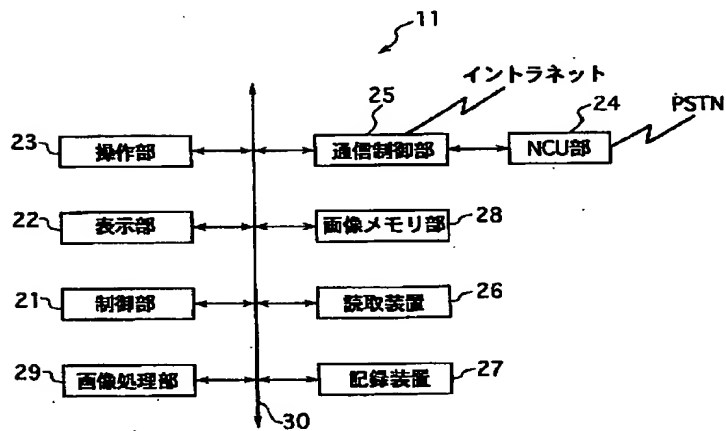 11
イントラネット
PSTN
25
24
23
操作部
通信制御部
NCU部
22
表示部
画像メモリ部
28
21
制御部
読取装置
26
29
画像処理部
記録装置
27
30